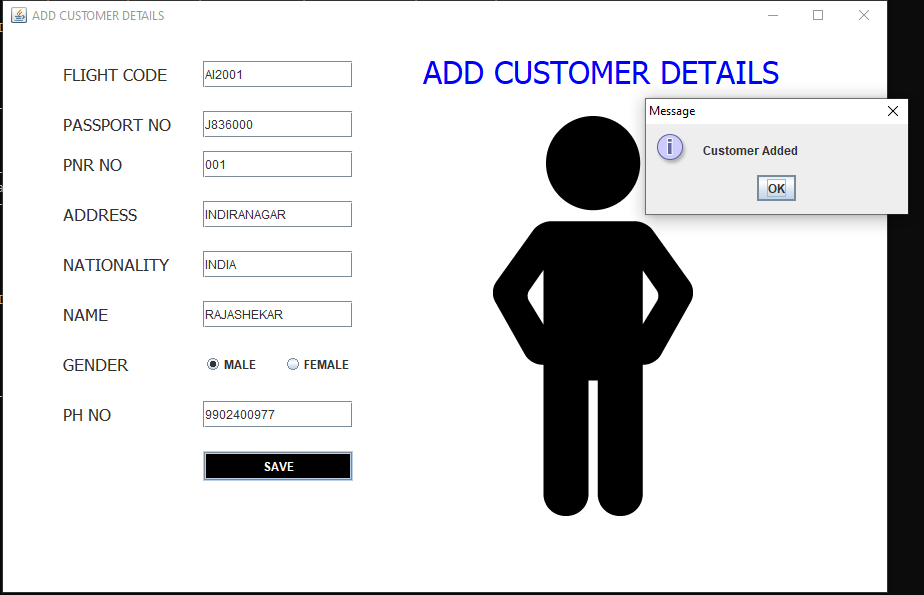 ADD CUSTOMER DETAILS
ADD CUSTOMER DETAILS
FLIGHT CODE AI2001
PASSPORT NO J836000
PNR NO 001
ADDRESS INDIRANAGAR
NATIONALITY INDIA
NAME RAJASHEKAR
GENDER MALE FEMALE
PH NO 9902400977
SAVE
Message
i
Customer Added
OK